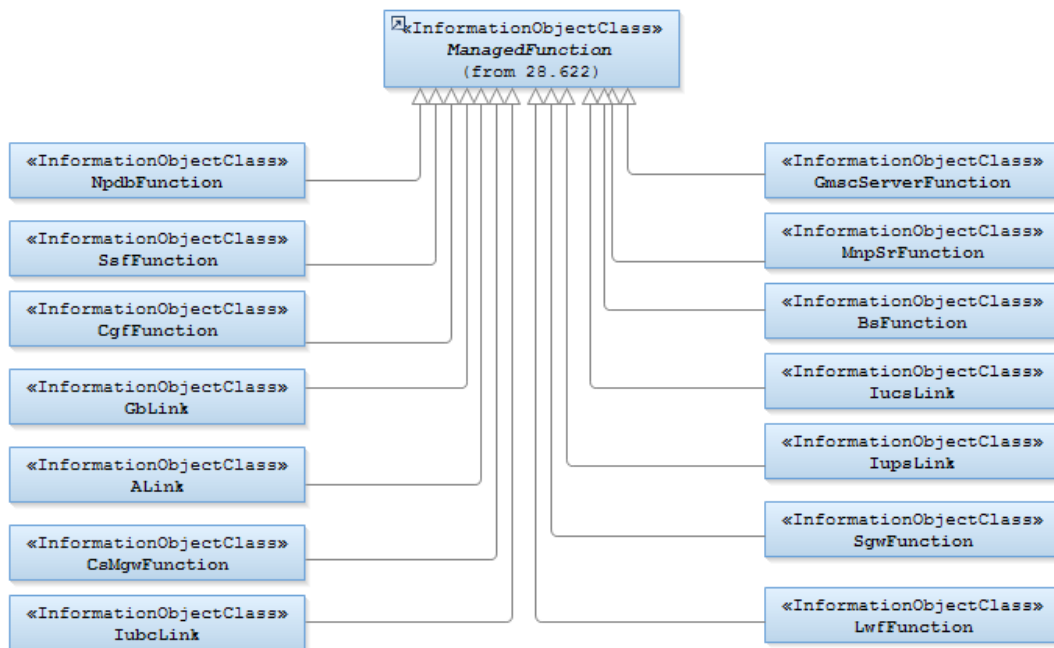 «InformationObjectClass»
ManagedFunction
(from 28.622)
«InformationObjectClass»
NpdbFunction
«InformationObjectClass»
SsfFunction
«InformationObjectClass»
CgfFunction
«InformationObjectClass»
GbLink
«InformationObjectClass»
ALink
«InformationObjectClass»
CsMgwFunction
«InformationObjectClass»
IubcLink
«InformationObjectClass»
GmscServerFunction
«InformationObjectClass»
MnpSrFunction
«InformationObjectClass»
BsFunction
«InformationObjectClass»
IucsLink
«InformationObjectClass»
IupsLink
«InformationObjectClass»
SgwFunction
«InformationObjectClass»
LwfFunction